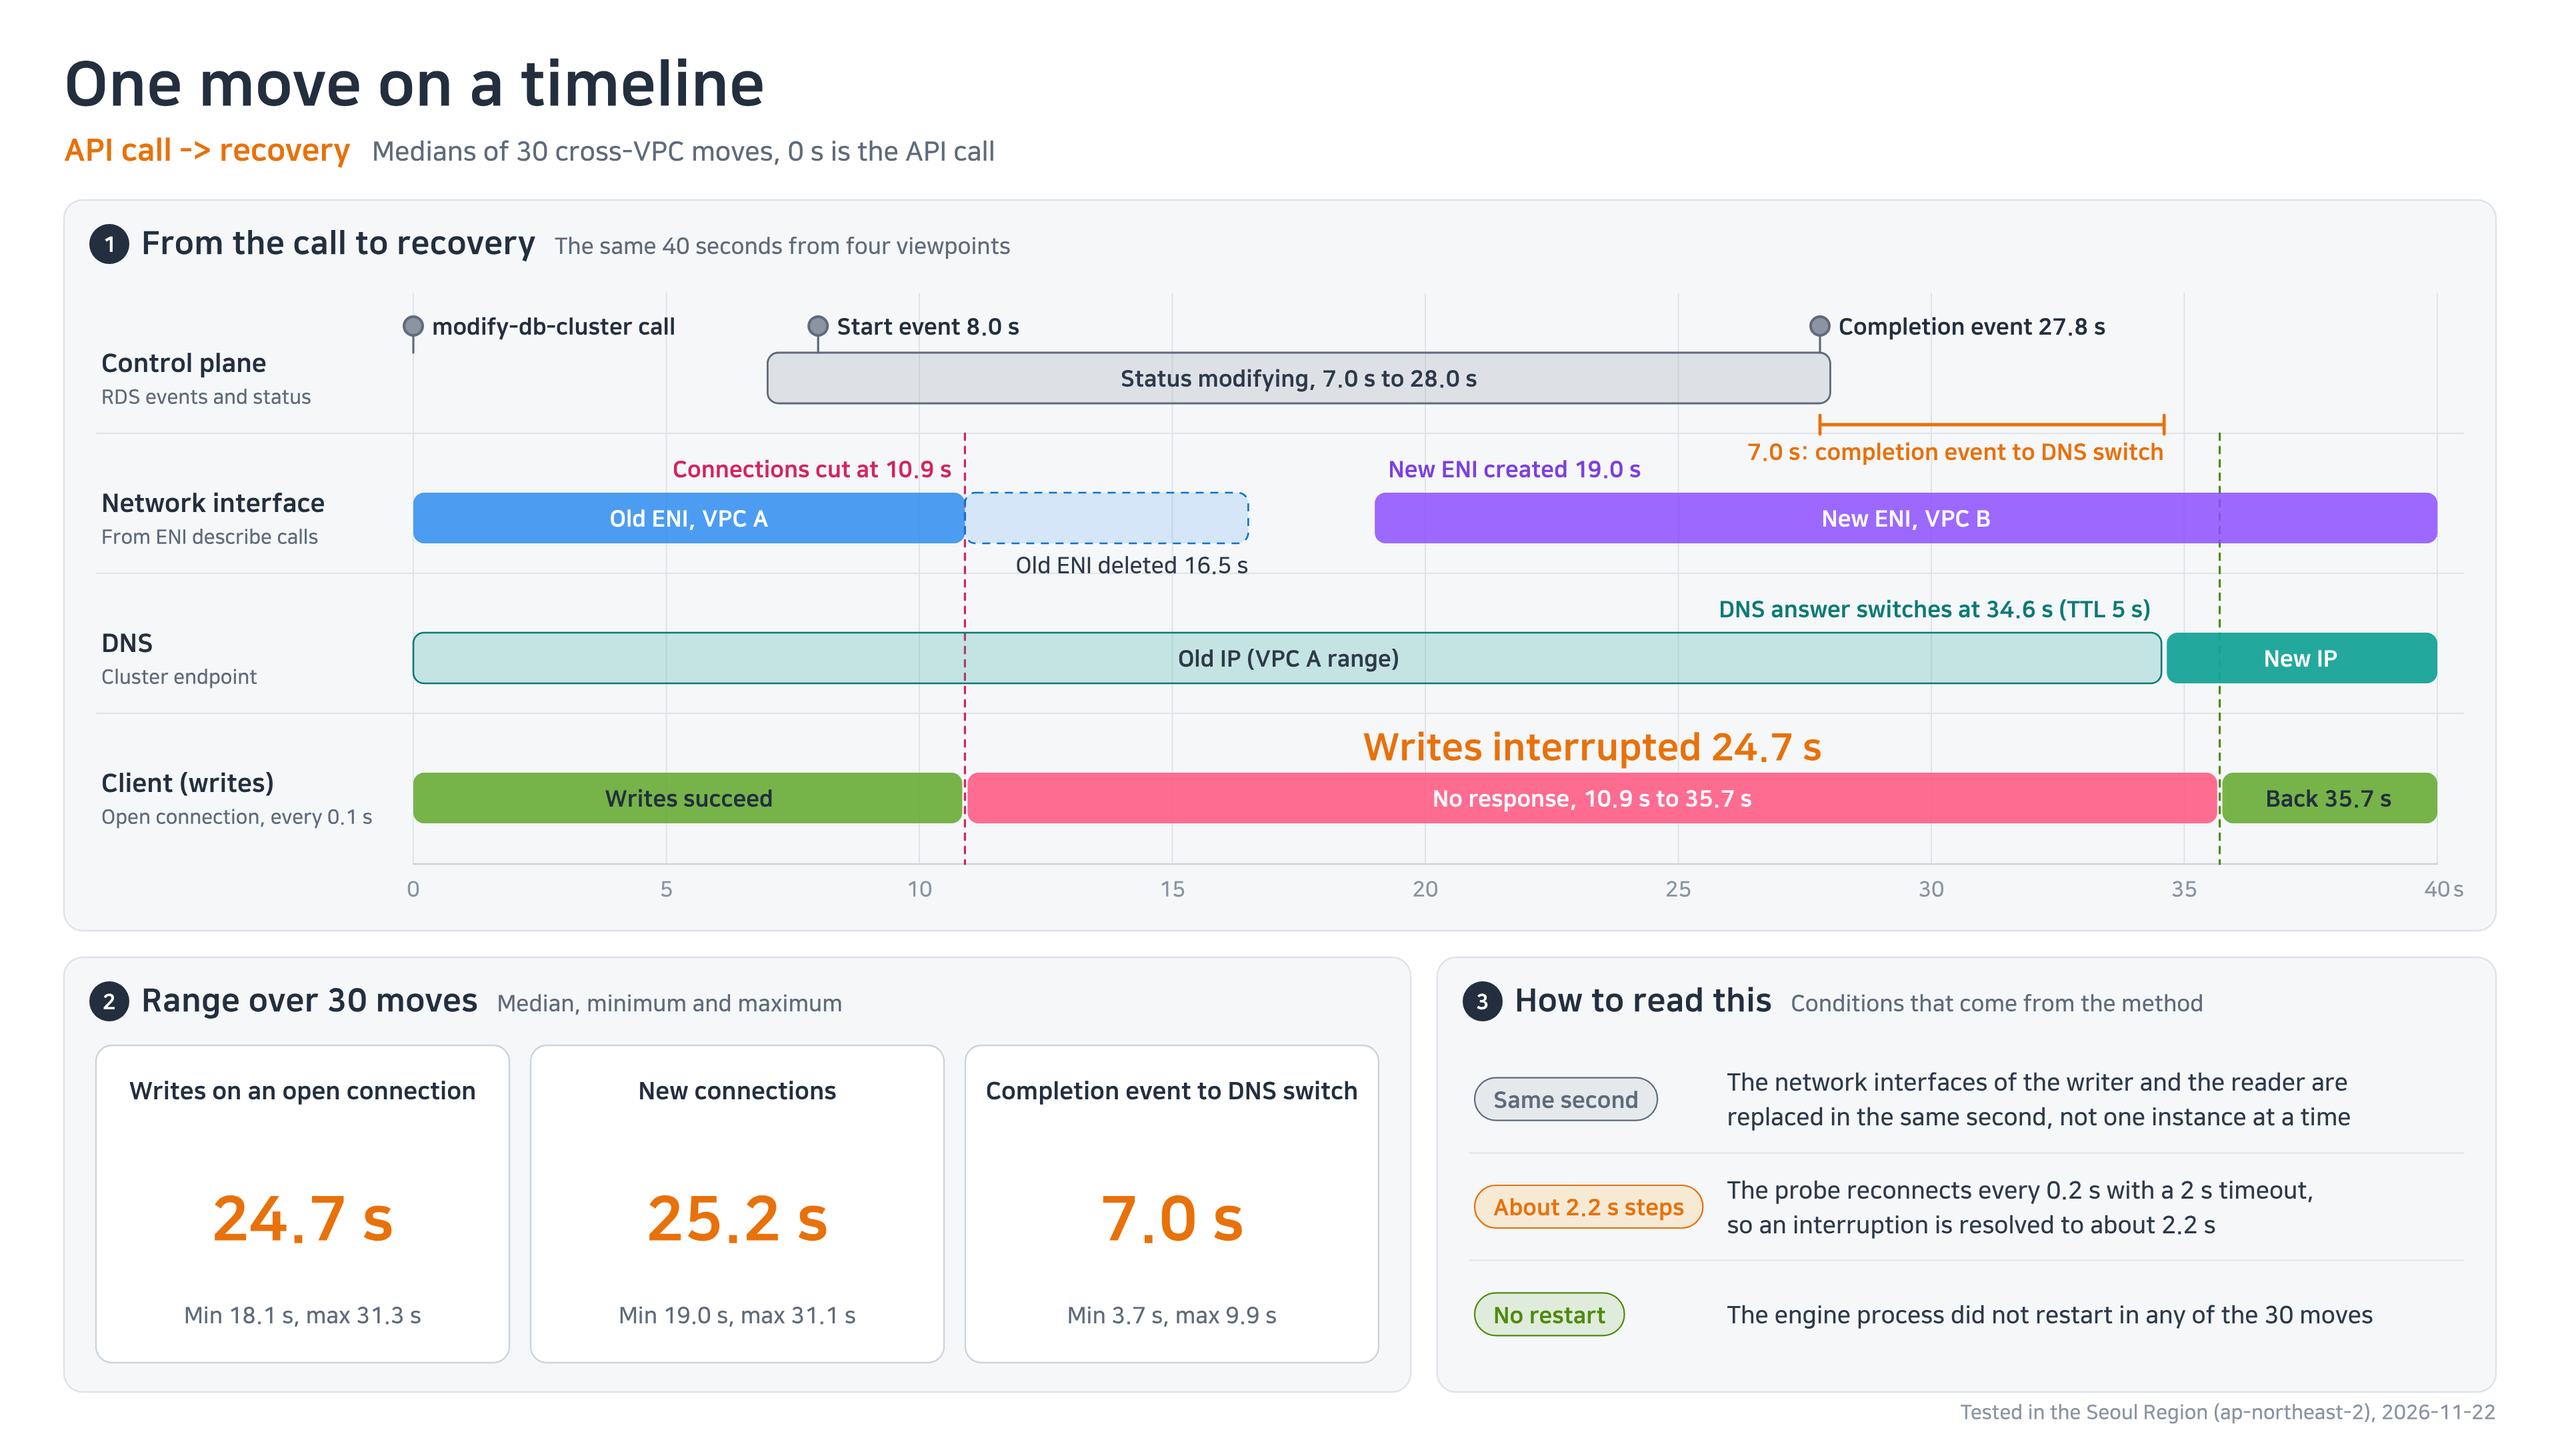 One move on a timeline
API call -> recovery Medians of 30 cross-VPC moves, 0 s is the API call
1 From the call to recovery The same 40 seconds from four viewpoints
modify-db-cluster call
Start event 8.0 s
Completion event 27.8 s
Control plane
RDS events and status
Status modifying, 7.0 s to 28.0 s
7.0 s: completion event to DNS switch
Connections cut at 10.9 s
New ENI created 19.0 s
Network interface
From ENI describe calls
Old ENI, VPC A
New ENI, VPC B
Old ENI deleted 16.5 s
DNS answer switches at 34.6 s (TTL 5 s)
DNS
Cluster endpoint
Old IP (VPC A range)
New IP
Writes interrupted 24.7 s
Client (writes)
Open connection, every 0.1 s
Writes succeed
No response, 10.9 s to 35.7 s
Back 35.7 s
0 5 10 15 20 25 30 35 40 s
2 Range over 30 moves Median, minimum and maximum
Writes on an open connection
24.7 s
Min 18.1 s, max 31.3 s
New connections
25.2 s
Min 19.0 s, max 31.1 s
Completion event to DNS switch
7.0 s
Min 3.7 s, max 9.9 s
3 How to read this Conditions that come from the method
Same second
The network interfaces of the writer and the reader are
replaced in the same second, not one instance at a time
About 2.2 s steps
The probe reconnects every 0.2 s with a 2 s timeout,
so an interruption is resolved to about 2.2 s
No restart
The engine process did not restart in any of the 30 moves
Tested in the Seoul Region (ap-northeast-2), 2026-11-22